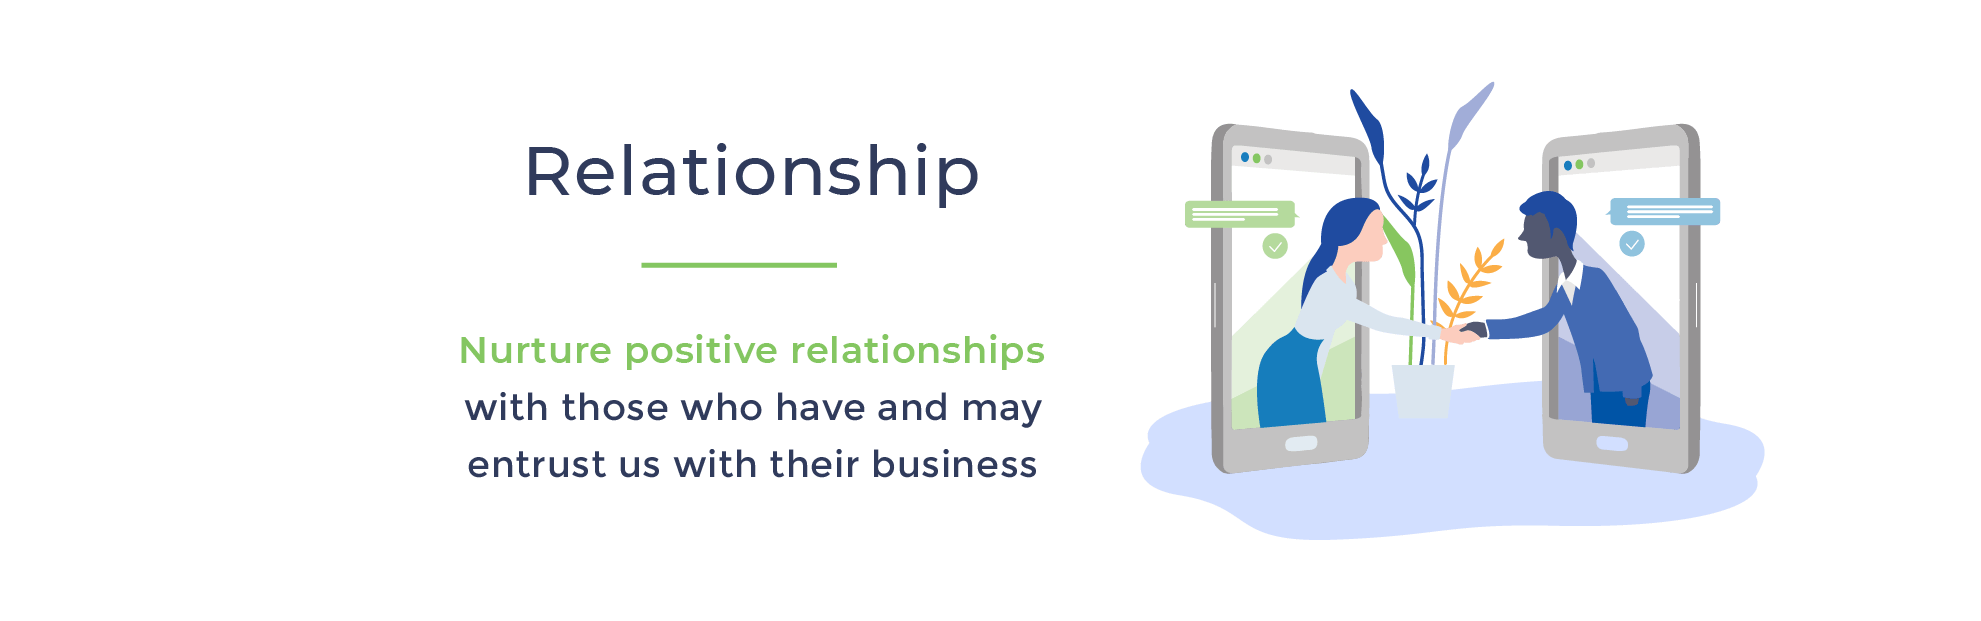 Relationship
Nurture positive relationships
with those who have and may
entrust us with their business